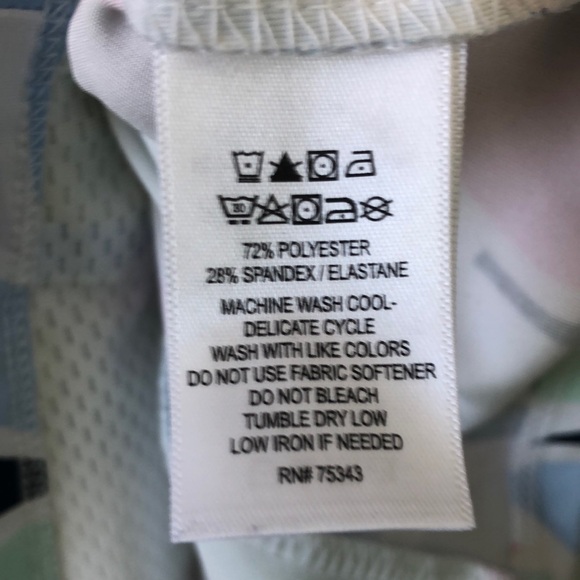 30
72% POLYESTER
28% SPANDEX / ELASTANE
MACHINE WASH COOL-
DELICATE CYCLE
WASH WITH LIKE COLORS
DO NOT USE FABRIC SOFTENER
DO NOT BLEACH
TUMBLE DRY LOW
LOW IRON IF NEEDED
RN# 75343